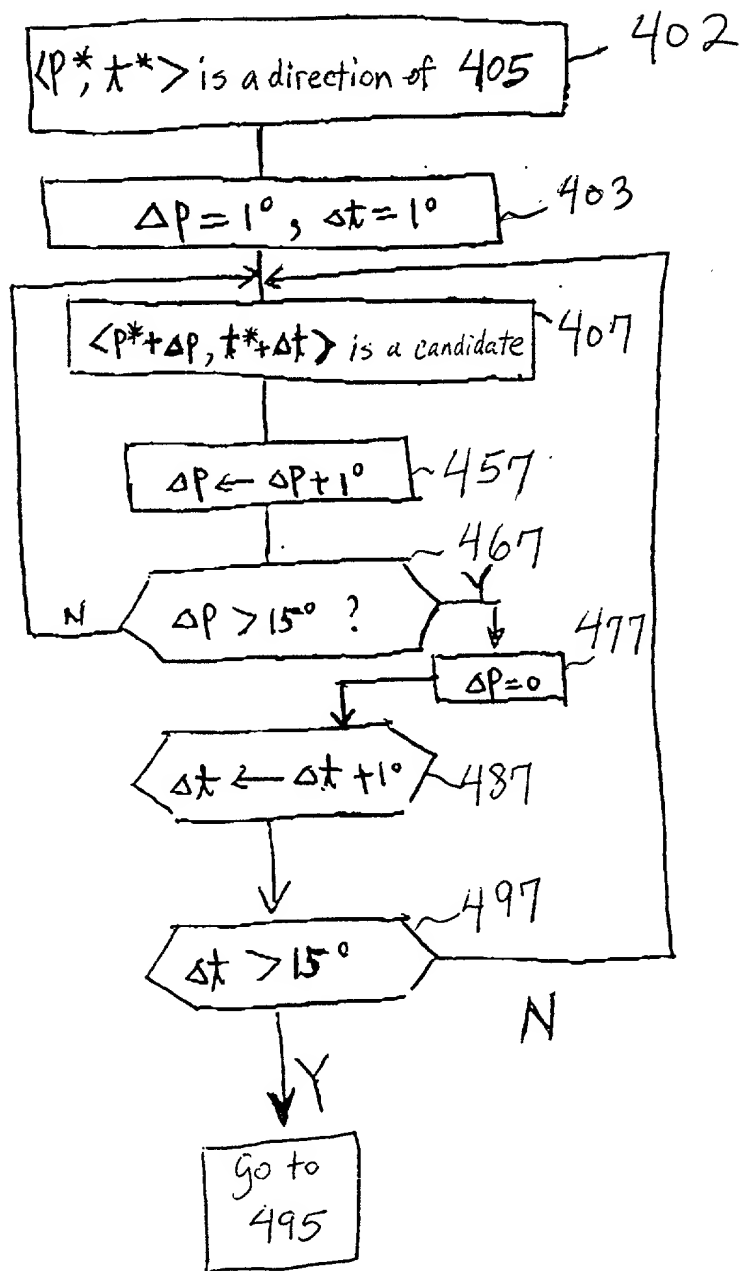 <P*, t*> is a direction of 405
402
ΔP = 1°, Δt = 1°
403
<P*+ΔP, t*+Δt> is a candidate
407
ΔP ← ΔP + 1°
457
467
ΔP > 15° ?
N
Y
477
ΔP = 0
Δt ← Δt + 1°
487
497
Δt > 15°
N
Y
Go to
495